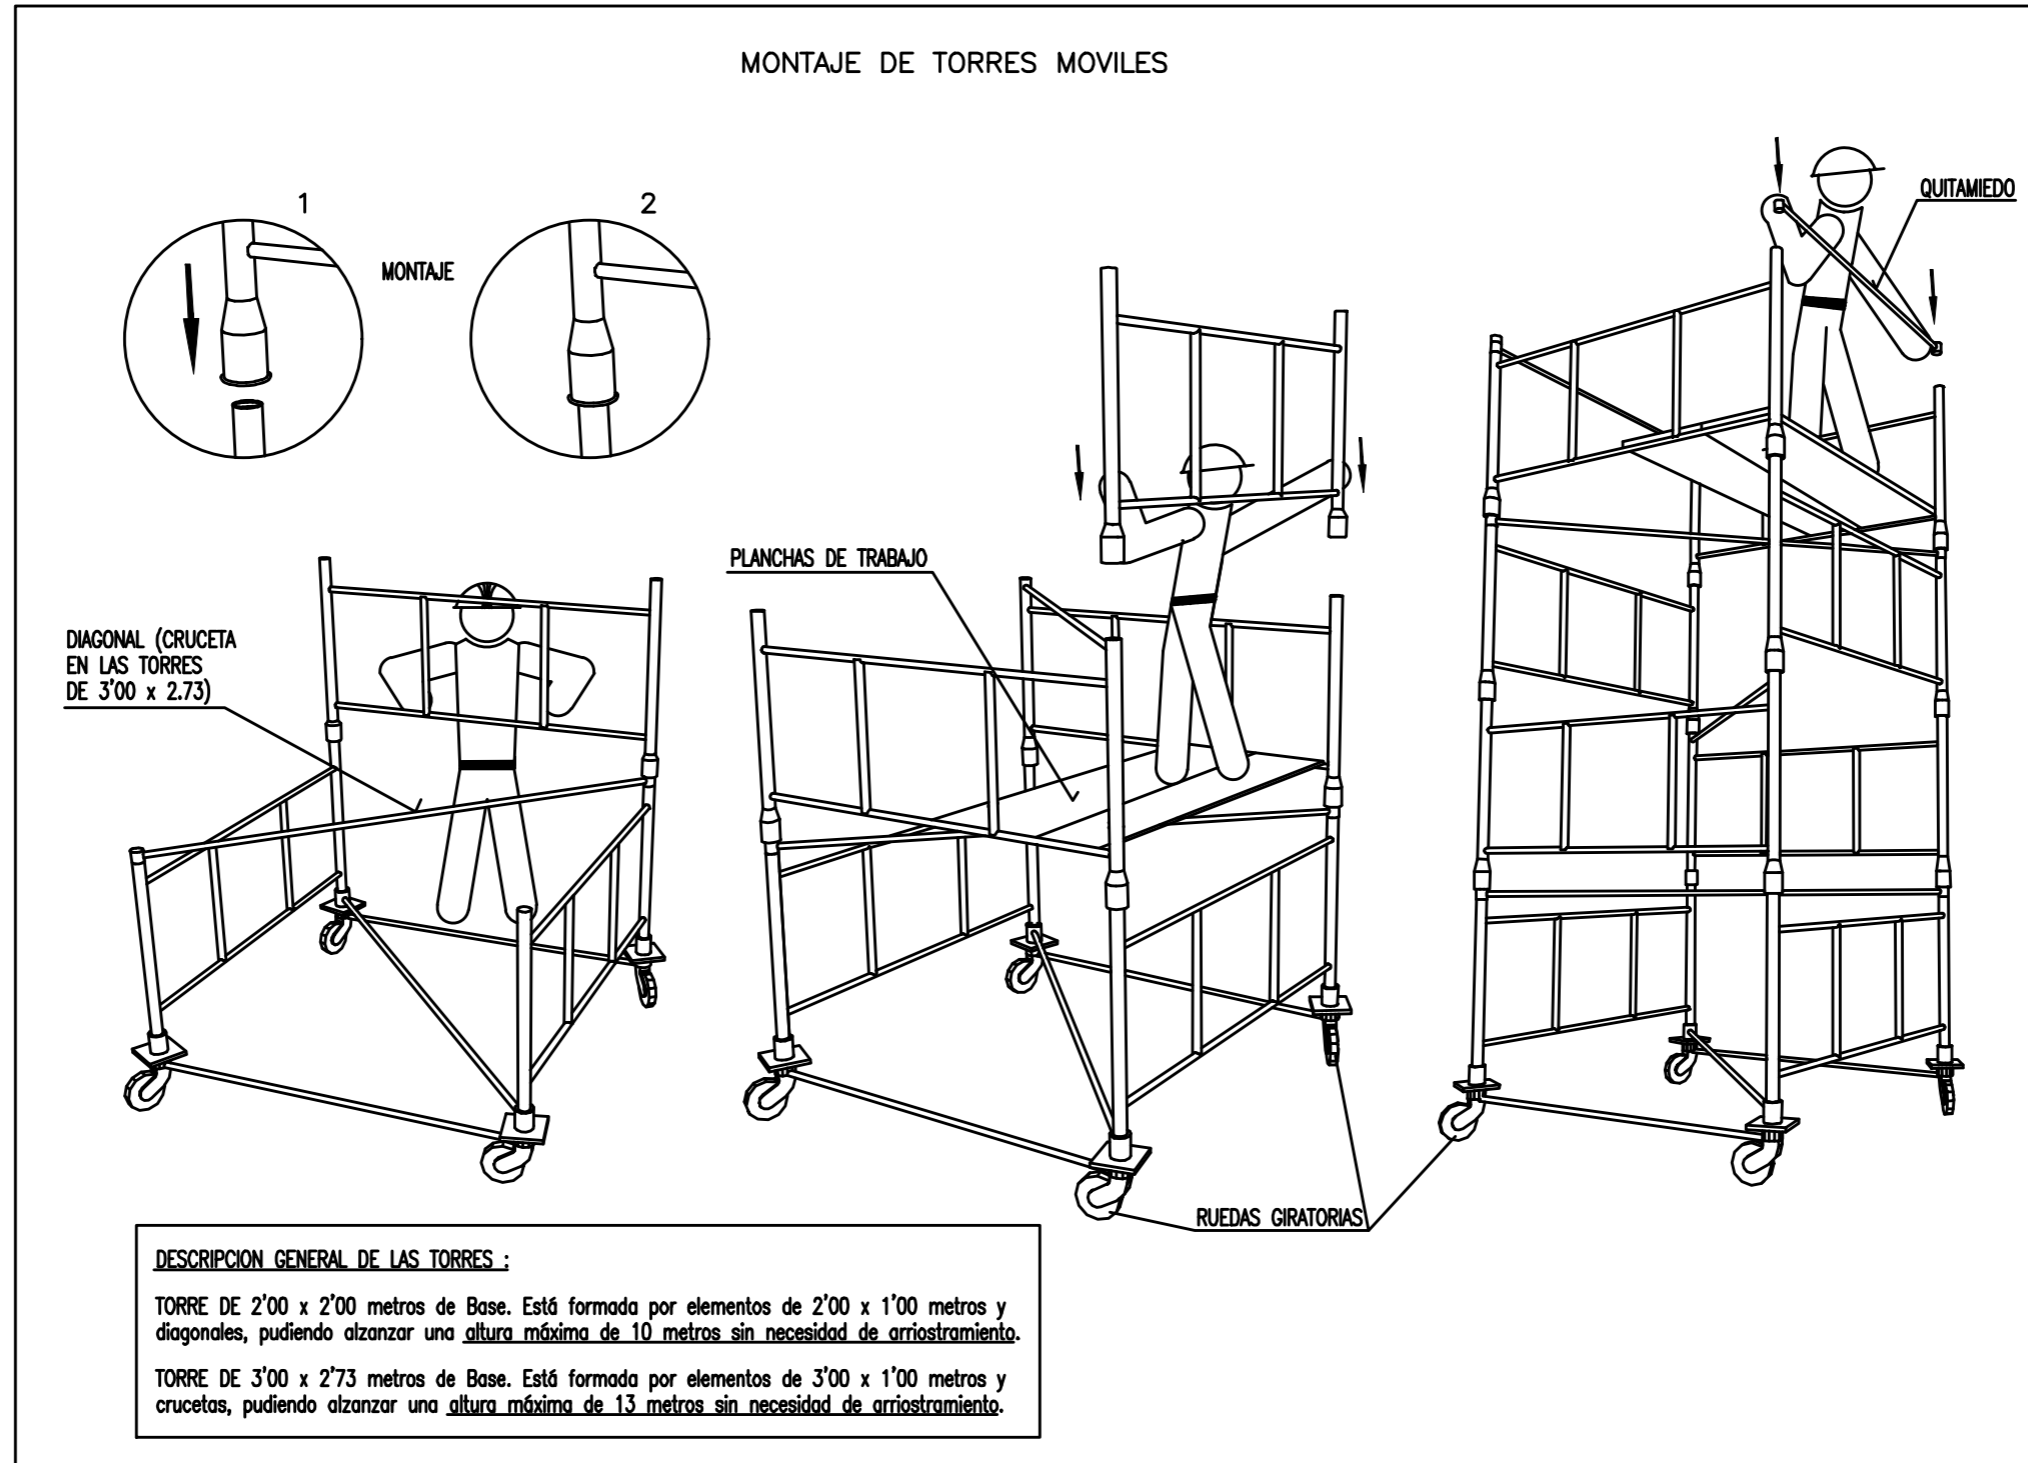 MONTAJE DE TORRES MOVILES
1
2
MONTAJE
QUITAMIEDO
PLANCHAS DE TRABAJO
DIAGONAL (CRUCETA
EN LAS TORRES
DE 3'00 x 2.73)
RUEDAS GIRATORIAS
DESCRIPCION GENERAL DE LAS TORRES :
TORRE DE 2'00 x 2'00 metros de Base. Está formada por elementos de 2'00 x 1'00 metros y
diagonales, pudiendo alzanzar una altura máxima de 10 metros sin necesidad de arriostramiento.
TORRE DE 3'00 x 2'73 metros de Base. Está formada por elementos de 3'00 x 1'00 metros y
crucetas, pudiendo alzanzar una altura máxima de 13 metros sin necesidad de arriostramiento.